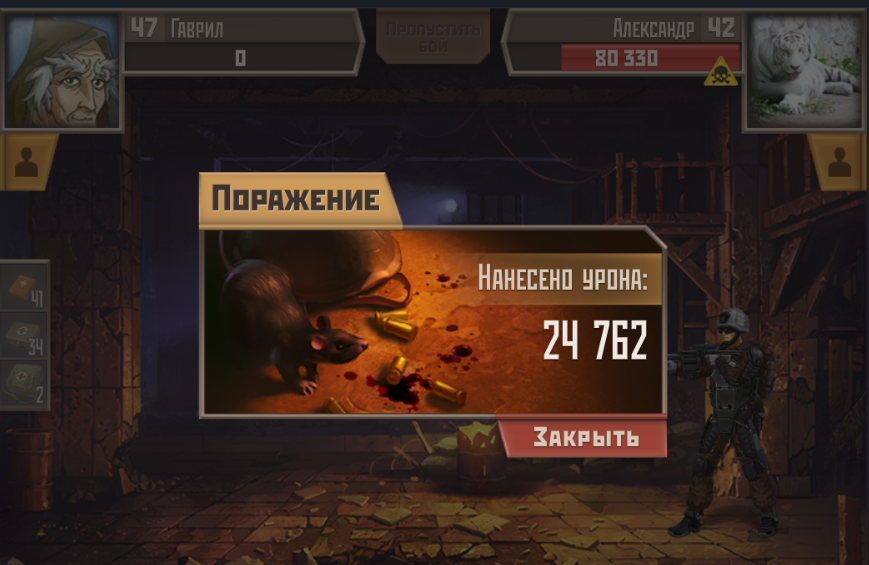 47 Гаврил
Пропустить
бой
Александр 42
0
80 330
Поражение
Нанесено урона:
24 762
41
34
2
Закрыть